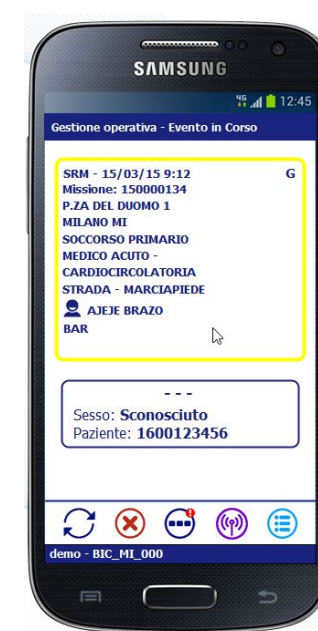 SAMSUNG
4G 12:45
Gestione operativa - Evento in Corso
SRM - 15/03/15 9:12 G
Missione: 150000134
P.ZA DEL DUOMO 1
MILANO MI
SOCCORSO PRIMARIO
MEDICO ACUTO -
CARDIOCIRCOLATORIA
STRADA - MARCIAPIEDE
AJEJE BRAZO
BAR
- - -
Sesso: Sconosciuto
Paziente: 1600123456
demo - BIC_MI_000